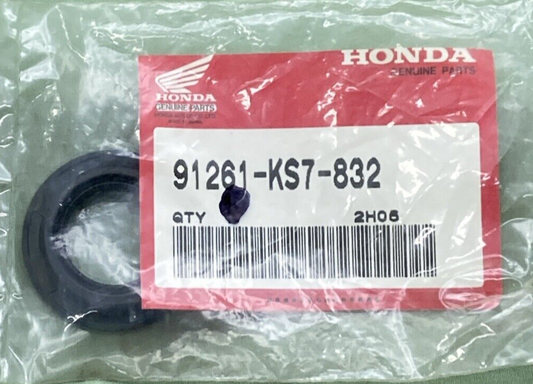 HONDA
GENUINE PARTS
HONDA
GENUINE PARTS
91261-KS7-832
QTY 2H06